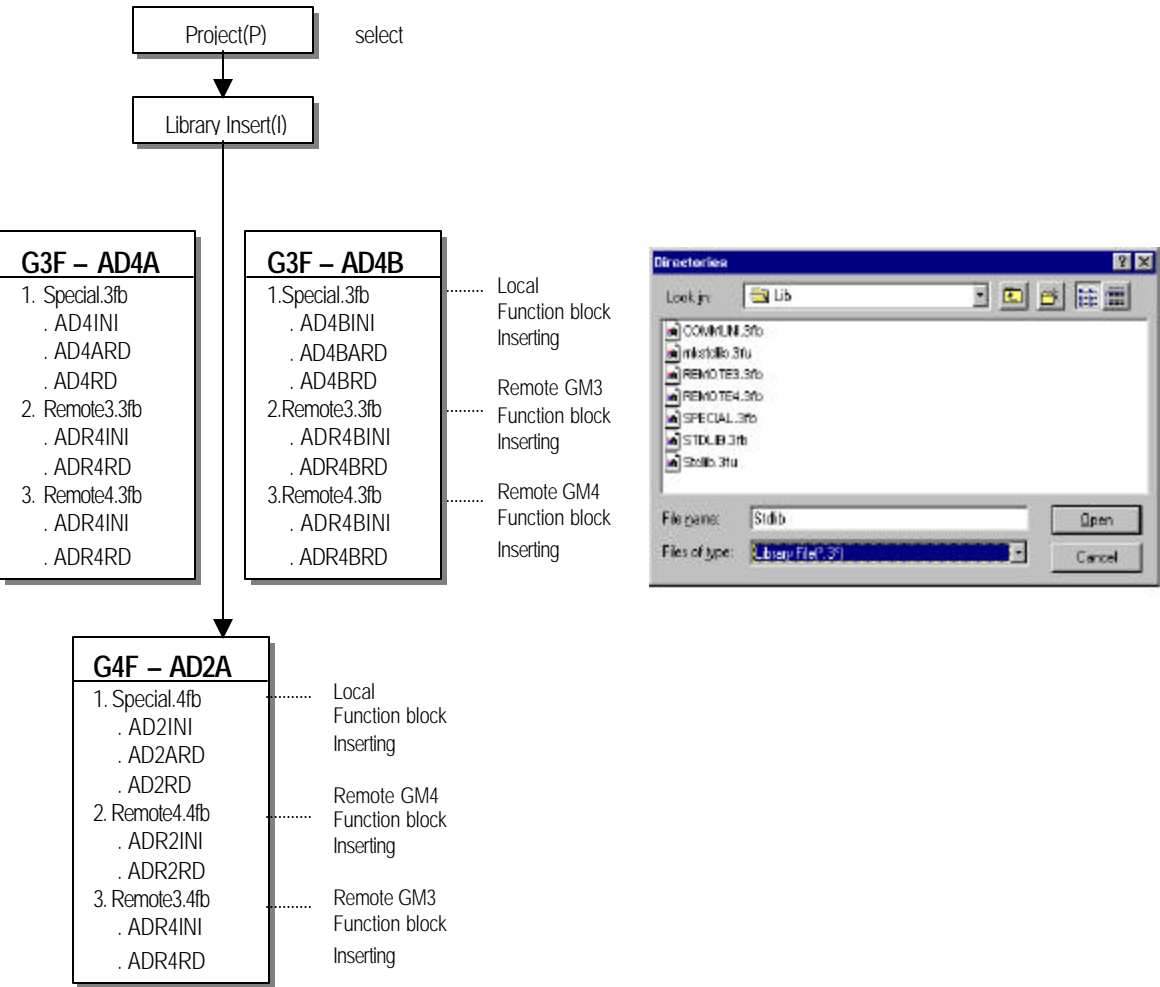 Project(P)
select
Library Insert(I)
G3F – AD4A
1. Special.3fb
. AD4INI
. AD4ARD
. AD4RD
2. Remote3.3fb
. ADR4INI
. ADR4RD
3. Remote4.3fb
. ADR4INI
. ADR4RD
G3F – AD4B
1.Special.3fb
. AD4BINI
. AD4BARD
. AD4BRD
2.Remote3.3fb
. ADR4BINI
. ADR4BRD
3.Remote4.3fb
. ADR4BINI
. ADR4BRD
Local
Function block
Inserting
Remote GM3
Function block
Inserting
Remote GM4
Function block
Inserting
Directories
Look in:
Lib
COMMUNI.3fb
mkstdlib.3fu
REMOTE3.3fb
REMOTE4.3fb
SPECIAL.3fb
STDLIB.3fb
Stdlib.3fu
File name:
Stdlib
Open
Files of type:
Library File(*.3f)
Cancel
G4F – AD2A
1. Special.4fb
. AD2INI
. AD2ARD
. AD2RD
2. Remote4.4fb
. ADR2INI
. ADR2RD
3. Remote3.4fb
. ADR4INI
. ADR4RD
Local
Function block
Inserting
Remote GM4
Function block
Inserting
Remote GM3
Function block
Inserting